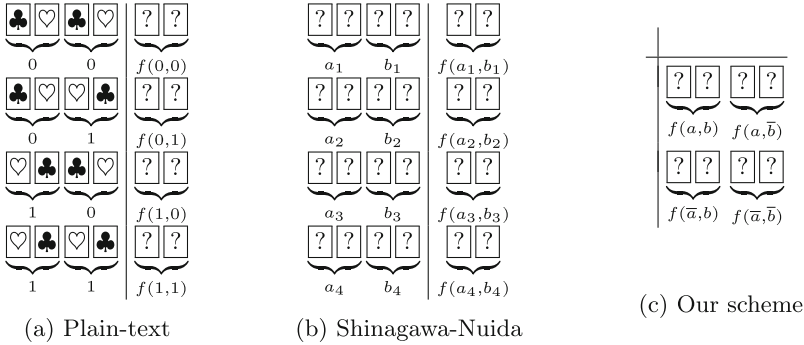 ♣ ♡ ♣ ♡ ? ? ? ? ? ? ? ?
0 0 f(0,0) a₁ b₁ f(a₁,b₁)
♣ ♡ ♡ ♣ ? ? ? ? ? ? ? ? ? ? ? ?
0 1 f(0,1) a₂ b₂ f(a₂,b₂) f(a,b) f(a,b̅)
♡ ♣ ♣ ♡ ? ? ? ? ? ? ? ? ? ? ? ?
1 0 f(1,0) a₃ b₃ f(a₃,b₃) f(a̅,b) f(a̅,b̅)
♡ ♣ ♡ ♣ ? ? ? ? ? ? ? ?
1 1 f(1,1) a₄ b₄ f(a₄,b₄)
(a) Plain-text (b) Shinagawa-Nuida (c) Our scheme